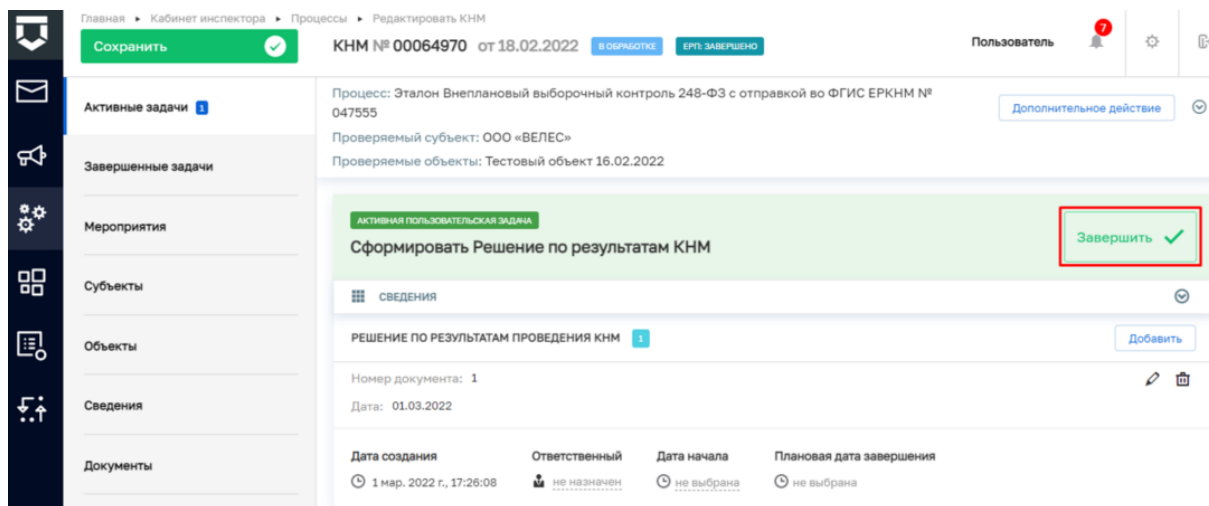 Главная ▸ Кабинет инспектора ▸ Процессы ▸ Редактировать КНМ
Сохранить
КНМ № 00064970 от 18.02.2022 В ОБРАБОТКЕ ЕРП: ЗАВЕРШЕНО
Пользователь
7
Активные задачи 1
Завершенные задачи
Мероприятия
Субъекты
Объекты
Сведения
Документы
Процесс: Эталон Внеплановый выборочный контроль 248-ФЗ с отправкой во ФГИС ЕРКНМ №
047555
Дополнительное действие
Проверяемый субъект: ООО «ВЕЛЕС»
Проверяемые объекты: Тестовый объект 16.02.2022
АКТИВНАЯ ПОЛЬЗОВАТЕЛЬСКАЯ ЗАДАЧА
Сформировать Решение по результатам КНМ
Завершить
СВЕДЕНИЯ
РЕШЕНИЕ ПО РЕЗУЛЬТАТАМ ПРОВЕДЕНИЯ КНМ 1
Добавить
Номер документа: 1
Дата: 01.03.2022
Дата создания Ответственный Дата начала Плановая дата завершения
1 мар. 2022 г., 17:26:08 не назначен не выбрана не выбрана